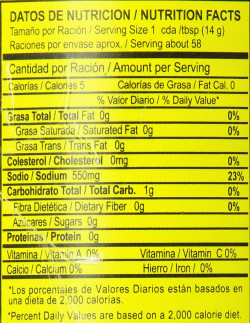 DATOS DE NUTRICION / NUTRITION FACTS
Tamaño por Ración / Serving Size 1 cda /tbsp (14 g)
Raciones por envase aprox. / Serving about 58
Cantidad por Ración / Amount per Serving
Calorías / Calories 5 Calorías de Grasa / Fat Cal. 0
% Valor Diario/ % Daily Value*
Grasa Total / Total Fat 0g 0%
Grasa Saturada / Saturated Fat 0g 0%
Grasa Trans / Trans Fat 0g
Colesterol / Cholesterol 0mg 0%
Sodio / Sodium 550mg 23%
Carbohidrato Total / Total Carb. 1g 0%
Fibra Dietética / Dietary Fiber 0g 0%
Azúcares / Sugars 0g
Proteínas / Protein 0g
Vitamina / Vitamin A 0% Vitamina / Vitamin C 0%
Calcio / Calcium 0% Hierro / Iron / 0%
*Los porcentajes de Valores Diarios están basados en
una dieta de 2,000 calorías.
*Percent Daily Values are based on a 2,000 calorie diet.